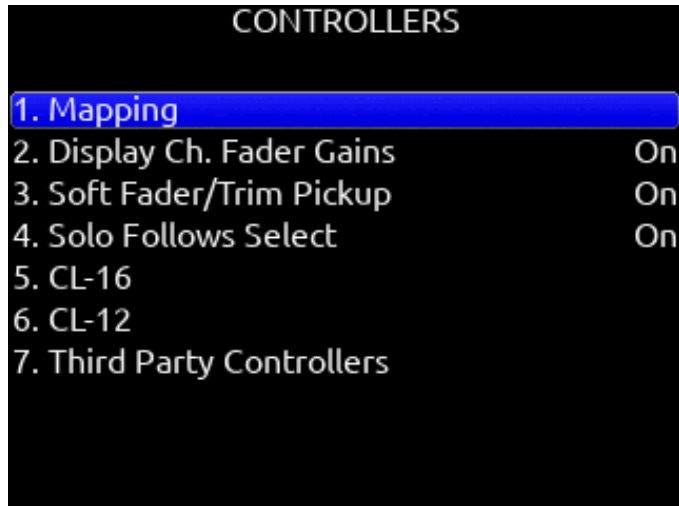 CONTROLLERS
1. Mapping
2. Display Ch. Fader Gains On
3. Soft Fader/Trim Pickup On
4. Solo Follows Select On
5. CL-16
6. CL-12
7. Third Party Controllers